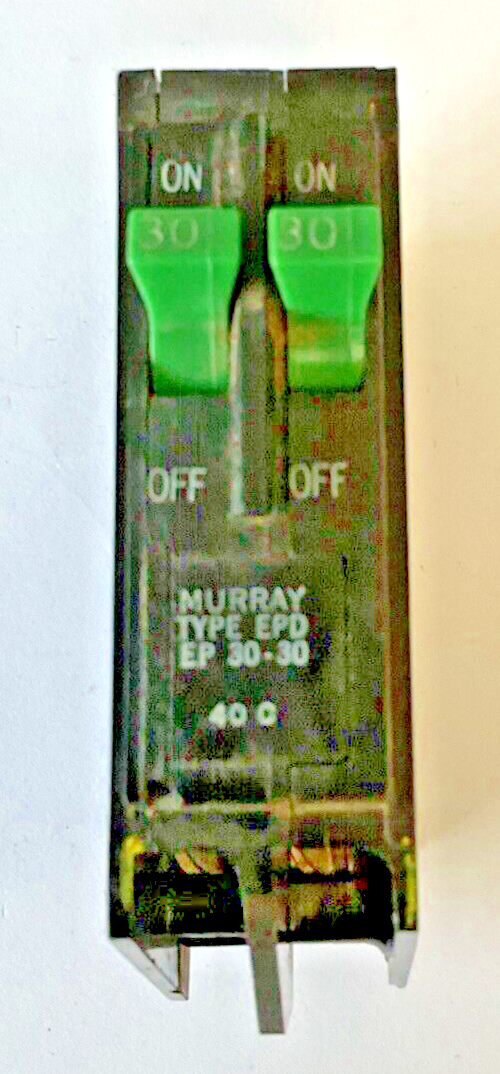 ON ON
30 30
OFF OFF
MURRAY
TYPE EPD
EP 30-30
40 C